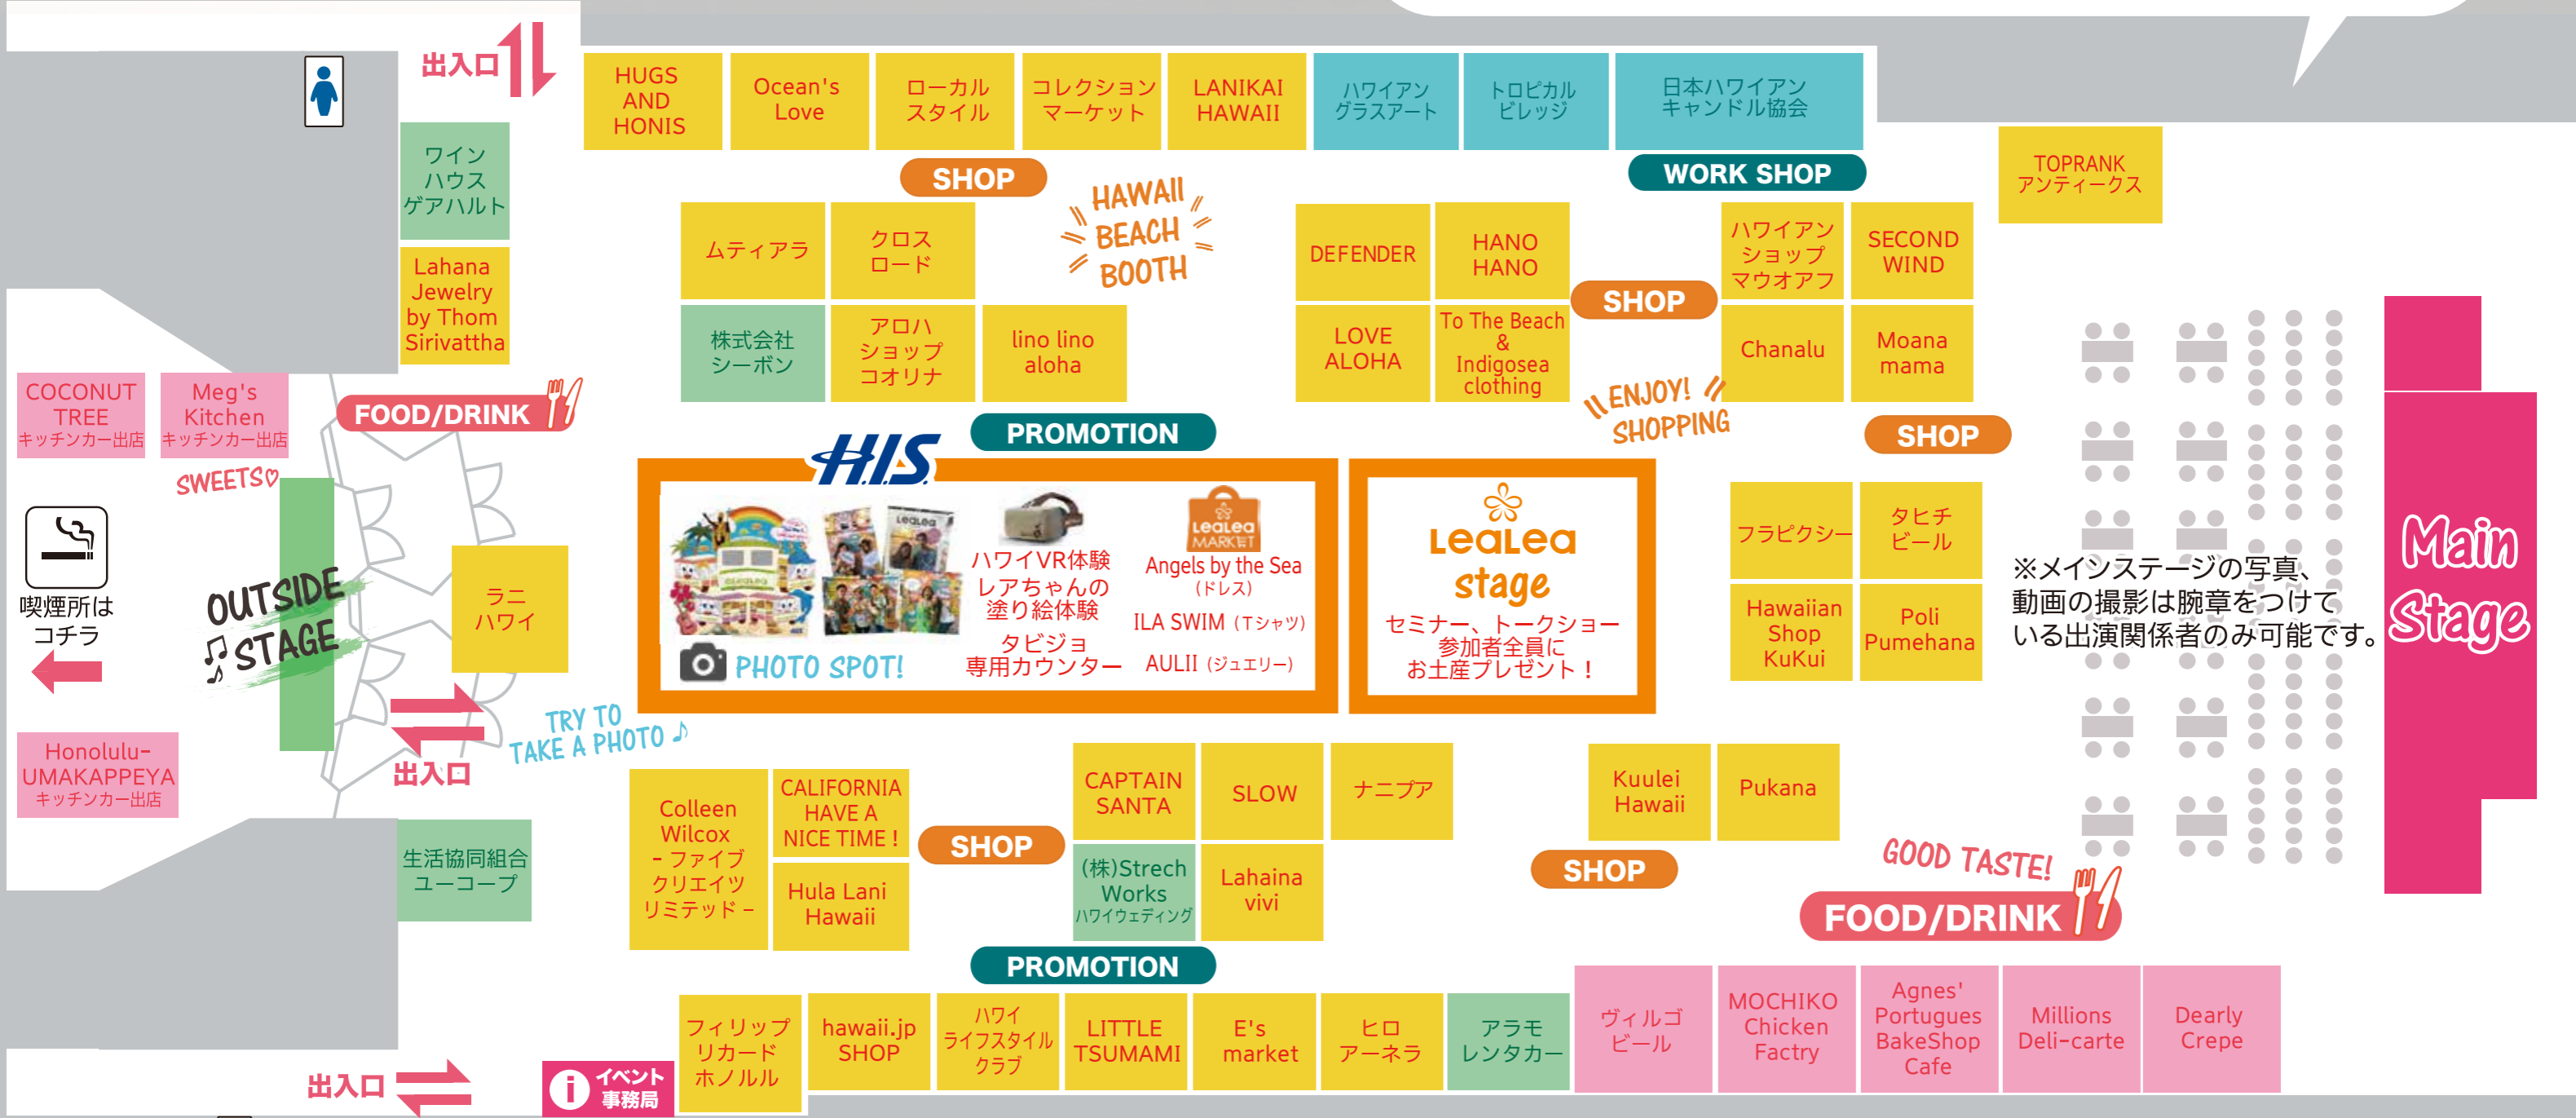 出入口
HUGS
AND
HONIS
Ocean's
Love
ローカル
スタイル
コレクション
マーケット
LANIKAI
HAWAII
ハワイアン
グラスアート
トロピカル
ビレッジ
日本ハワイアン
キャンドル協会
SHOP
WORK SHOP
TOPRANK
アンティークス
ワイン
ハウス
ゲアハルト
Lahana
Jewelry
by Thom
Sirivattha
ムティアラ
クロス
ロード
HAWAII
BEACH
BOOTH
株式会社
シーボン
アロハ
ショップ
コオリナ
lino lino
aloha
DEFENDER
HANO
HANO
LOVE
ALOHA
To The Beach
&
Indigosea
clothing
SHOP
ハワイアン
ショップ
マウオアフ
SECOND
WIND
Chanalu
Moana
mama
ENJOY!
SHOPPING
SHOP
COCONUT
TREE
キッチンカー出店
Meg's
Kitchen
キッチンカー出店
FOOD/DRINK
SWEETS♡
PROMOTION
H.I.S.
LeaLea
LeaLea
ハワイVR体験
レアちゃんの
塗り絵体験
タビジョ
専用カウンター
LeaLea
MARKET
Angels by the Sea
(ドレス)
ILA SWIM (Tシャツ)
AULII (ジュエリー)
PHOTO SPOT!
LeaLea
stage
セミナー、トークショー
参加者全員に
お土産プレゼント！
フラピクシー
タヒチ
ビール
Hawaiian
Shop
KuKui
Poli
Pumehana
※メインステージの写真、
動画の撮影は腕章をつけて
いる出演関係者のみ可能です。
Main
Stage
喫煙所は
コチラ
OUTSIDE
♫ STAGE
ラニ
ハワイ
TRY TO
TAKE A PHOTO ♪
出入口
Honolulu-
UMAKAPPEYA
キッチンカー出店
生活協同組合
ユーコープ
Colleen
Wilcox
- ファイブ
クリエイツ
リミテッド -
CALIFORNIA
HAVE A
NICE TIME !
Hula Lani
Hawaii
SHOP
CAPTAIN
SANTA
SLOW
ナニプア
(株)Strech
Works
ハワイウェディング
Lahaina
vivi
Kuulei
Hawaii
Pukana
SHOP
GOOD TASTE!
FOOD/DRINK
PROMOTION
出入口
i イベント
事務局
フィリップ
リカード
ホノルル
hawaii.jp
SHOP
ハワイ
ライフスタイル
クラブ
LITTLE
TSUMAMI
E's
market
ヒロ
アーネラ
アラモ
レンタカー
ヴィルゴ
ビール
MOCHIKO
Chicken
Factry
Agnes'
Portugues
BakeShop
Cafe
Millions
Deli-carte
Dearly
Crepe